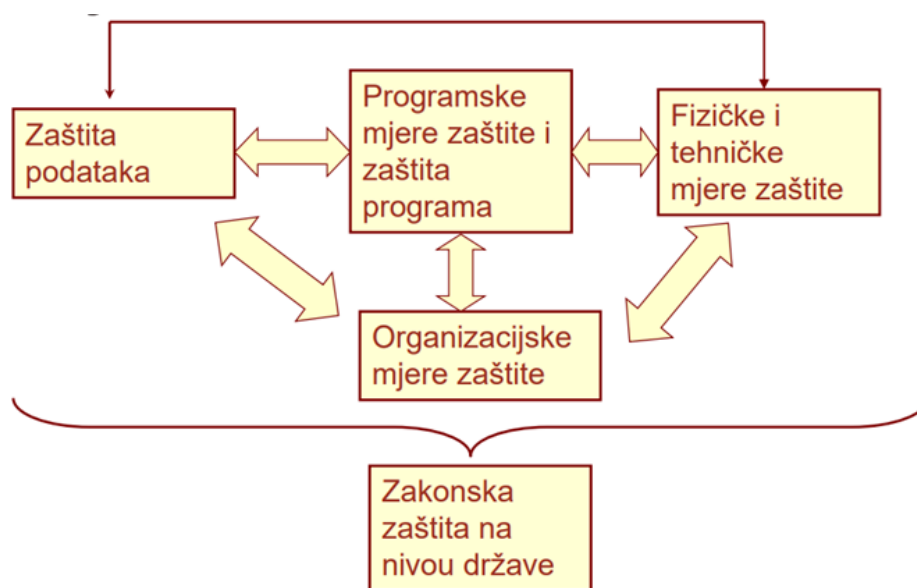 Zaštita
podataka
Programske
mjere zaštite i
zaštita
programa
Fizičke i
tehničke
mjere zaštite
Organizacijske
mjere zaštite
Zakonska
zaštita na
nivou države